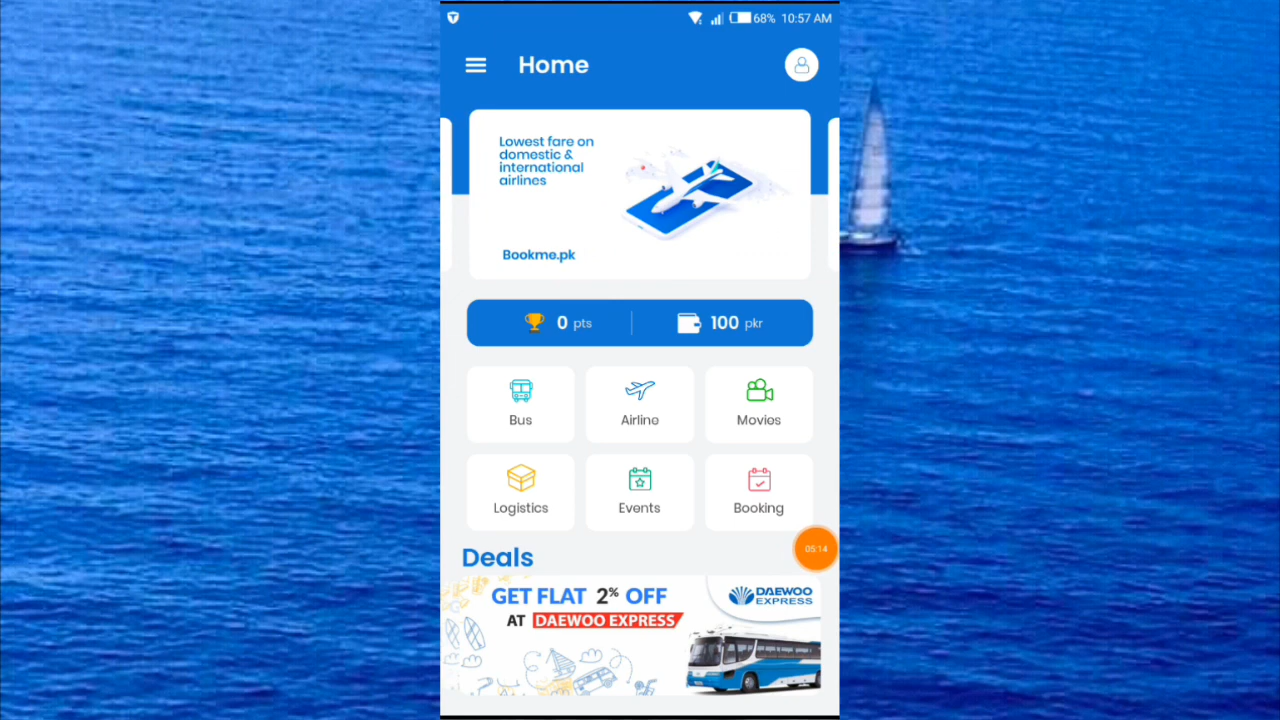 68% 10:57 AM
Home
Lowest fare on
domestic &
international
airlines
Bookme.pk
0 pts 100 pkr
Bus Airline Movies
Logistics Events Booking
05:14
Deals
GET FLAT 2% OFF
AT DAEWOO EXPRESS
DAEWOO
EXPRESS